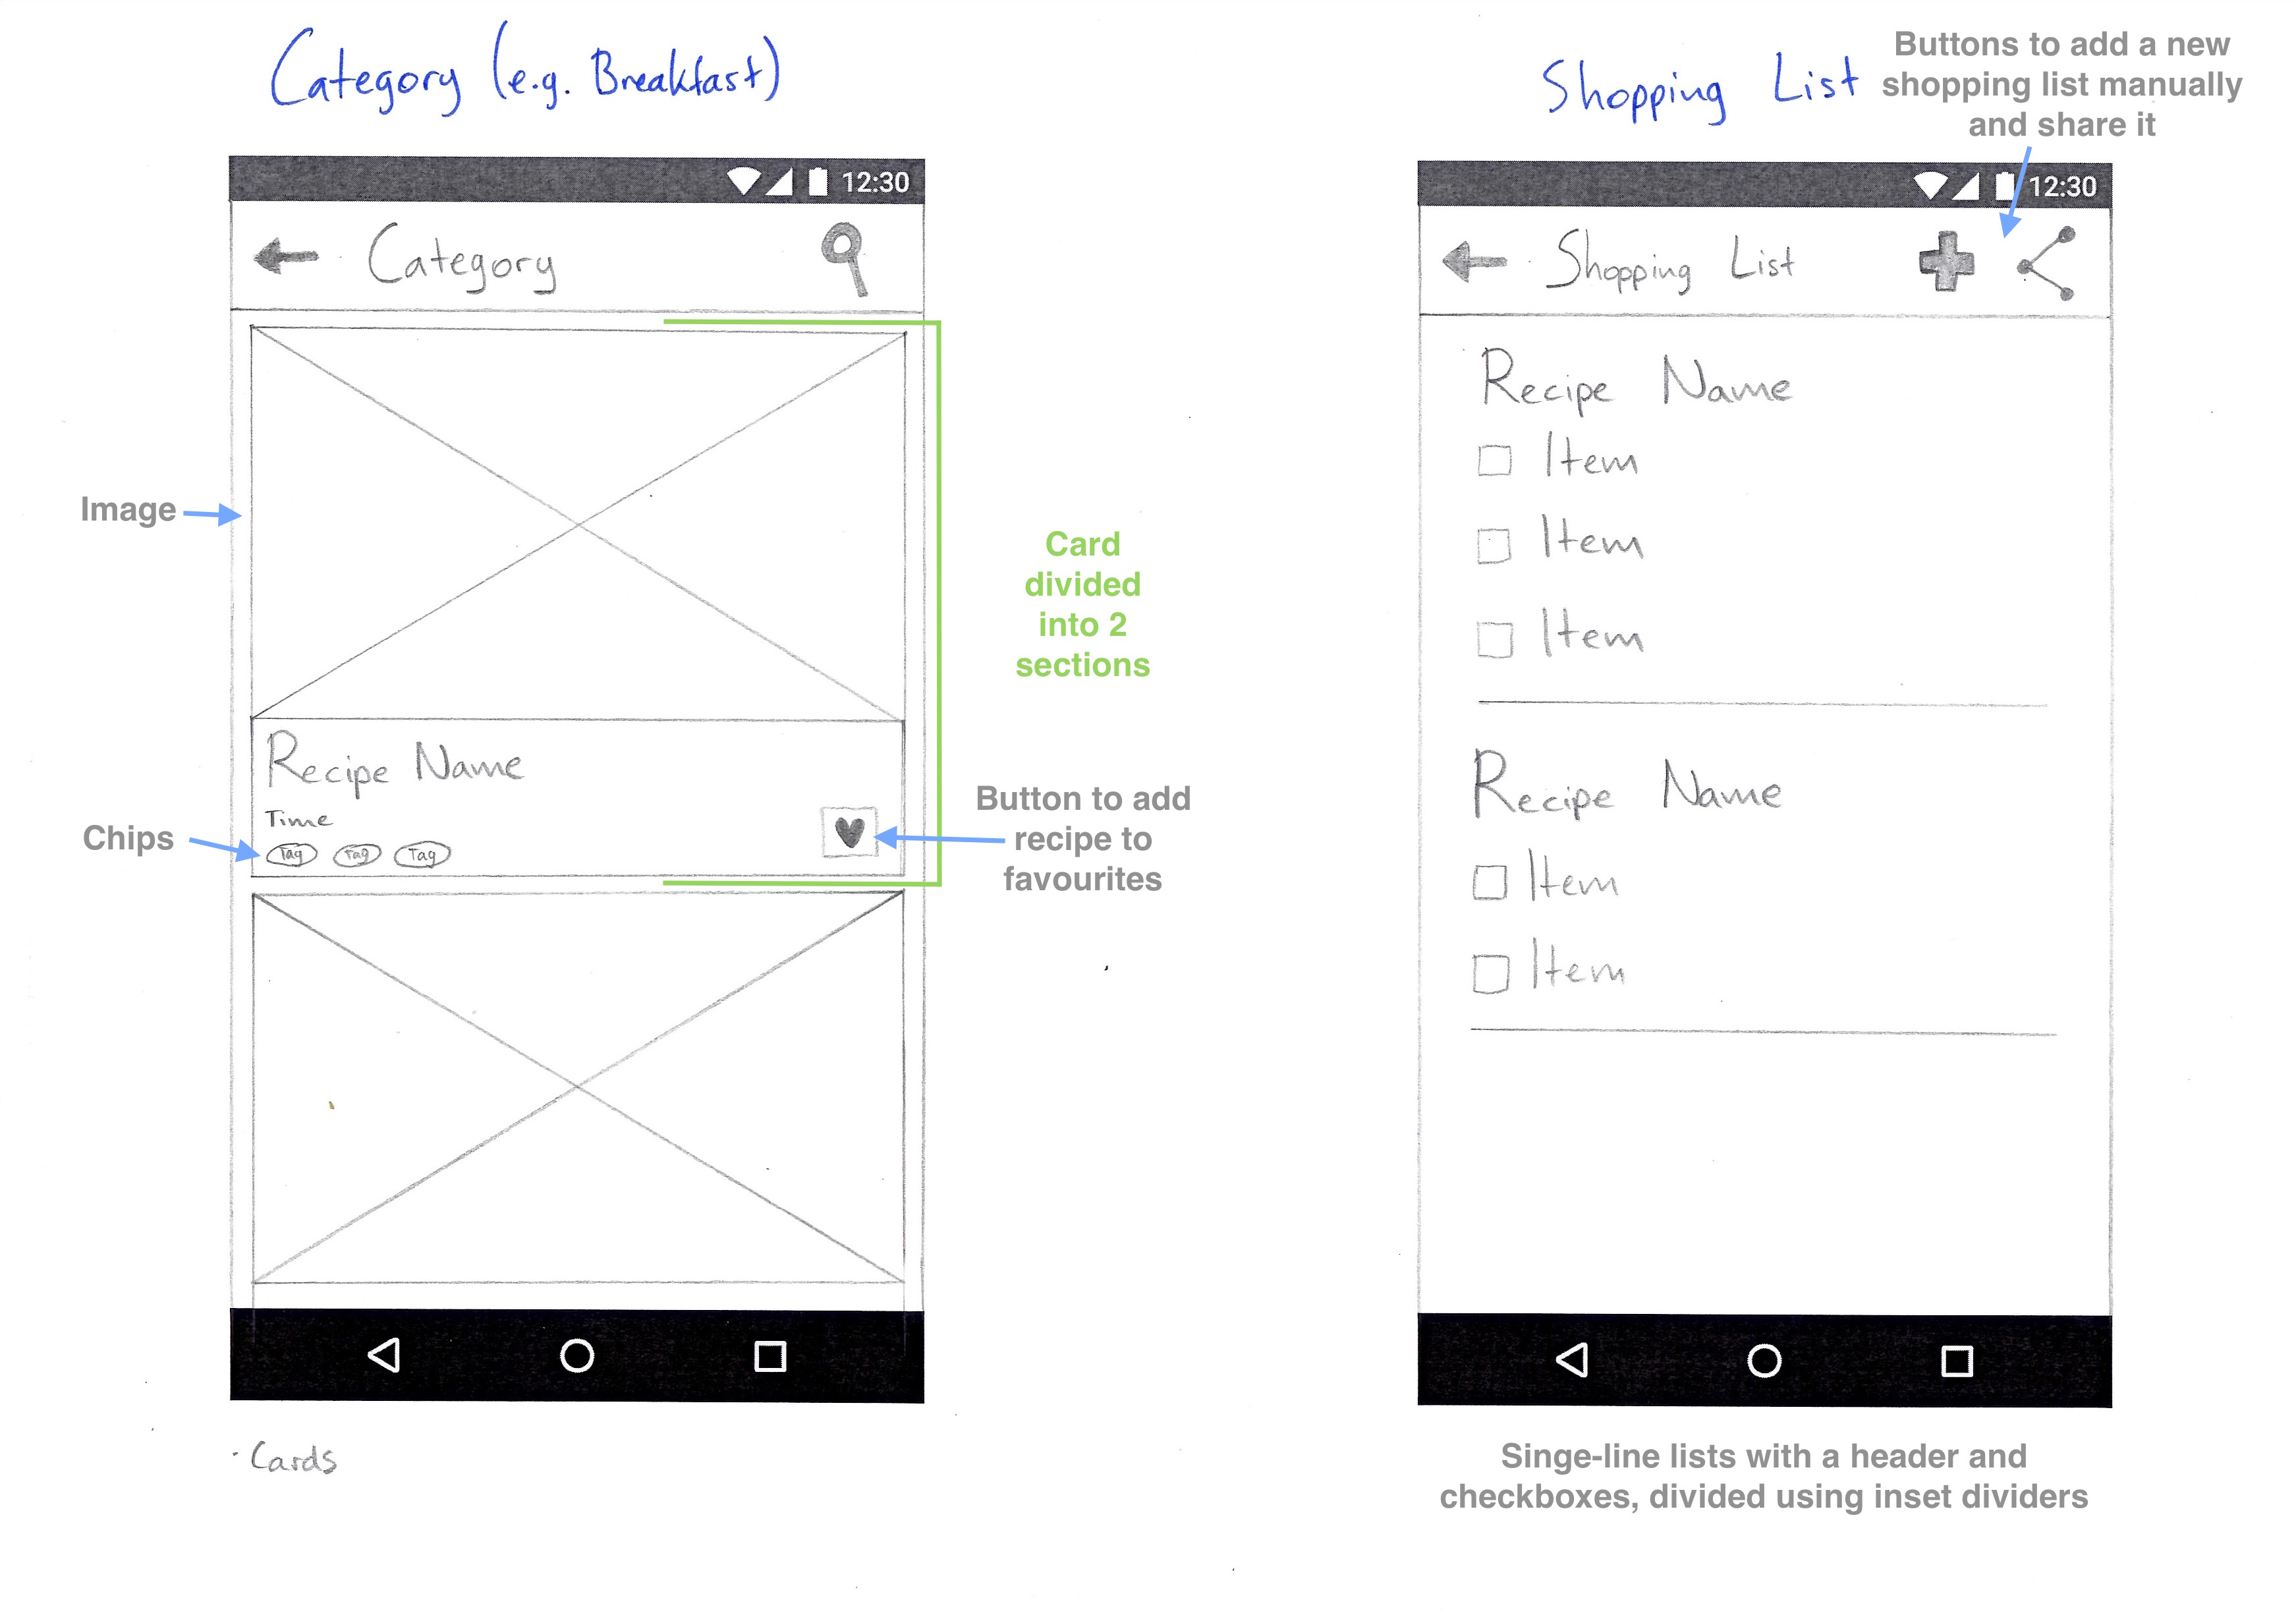 Category (e.g. Breakfast)
12:30
Category
Image
Card
divided
into 2
sections
Recipe Name
Time
Chips
Tag Tag Tag
Button to add
recipe to
favourites
· Cards
Shopping List
Buttons to add a new
shopping list manually
and share it
12:30
Shopping List
Recipe Name
Item
Item
Item
Recipe Name
Item
Item
Singe-line lists with a header and
checkboxes, divided using inset dividers